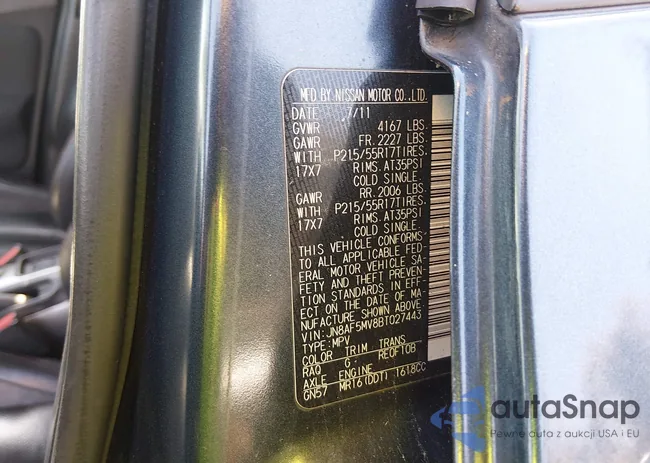 MFD BY NISSAN MOTOR CO.,LTD.
DATE 7/11
GVWR 4167 LBS.
GAWR FR. 2227 LBS.
WITH P215/55R17TIRES.
17X7 RIMS. AT35PSI
COLD SINGLE.
GAWR RR. 2006 LBS.
WITH P215/55R17TIRES.
17X7 RIMS. AT35PSI
COLD SINGLE.
THIS VEHICLE CONFORMS
TO ALL APPLICABLE FED-
ERAL MOTOR VEHICLE SA-
FETY AND THEFT PREVEN-
TION STANDARDS IN EFF-
ECT ON THE DATE OF MA-
NUFACTURE SHOWN ABOVE.
VIN: JN8AF5MV8BT027443
TYPE: MPV
COLOR TRIM TRANS
RAQ G- RE0F10B
AXLE ENGINE
GN57 MR16(DDT) 1618CC
autaSnap
Pewne auta z aukcji USA i EU